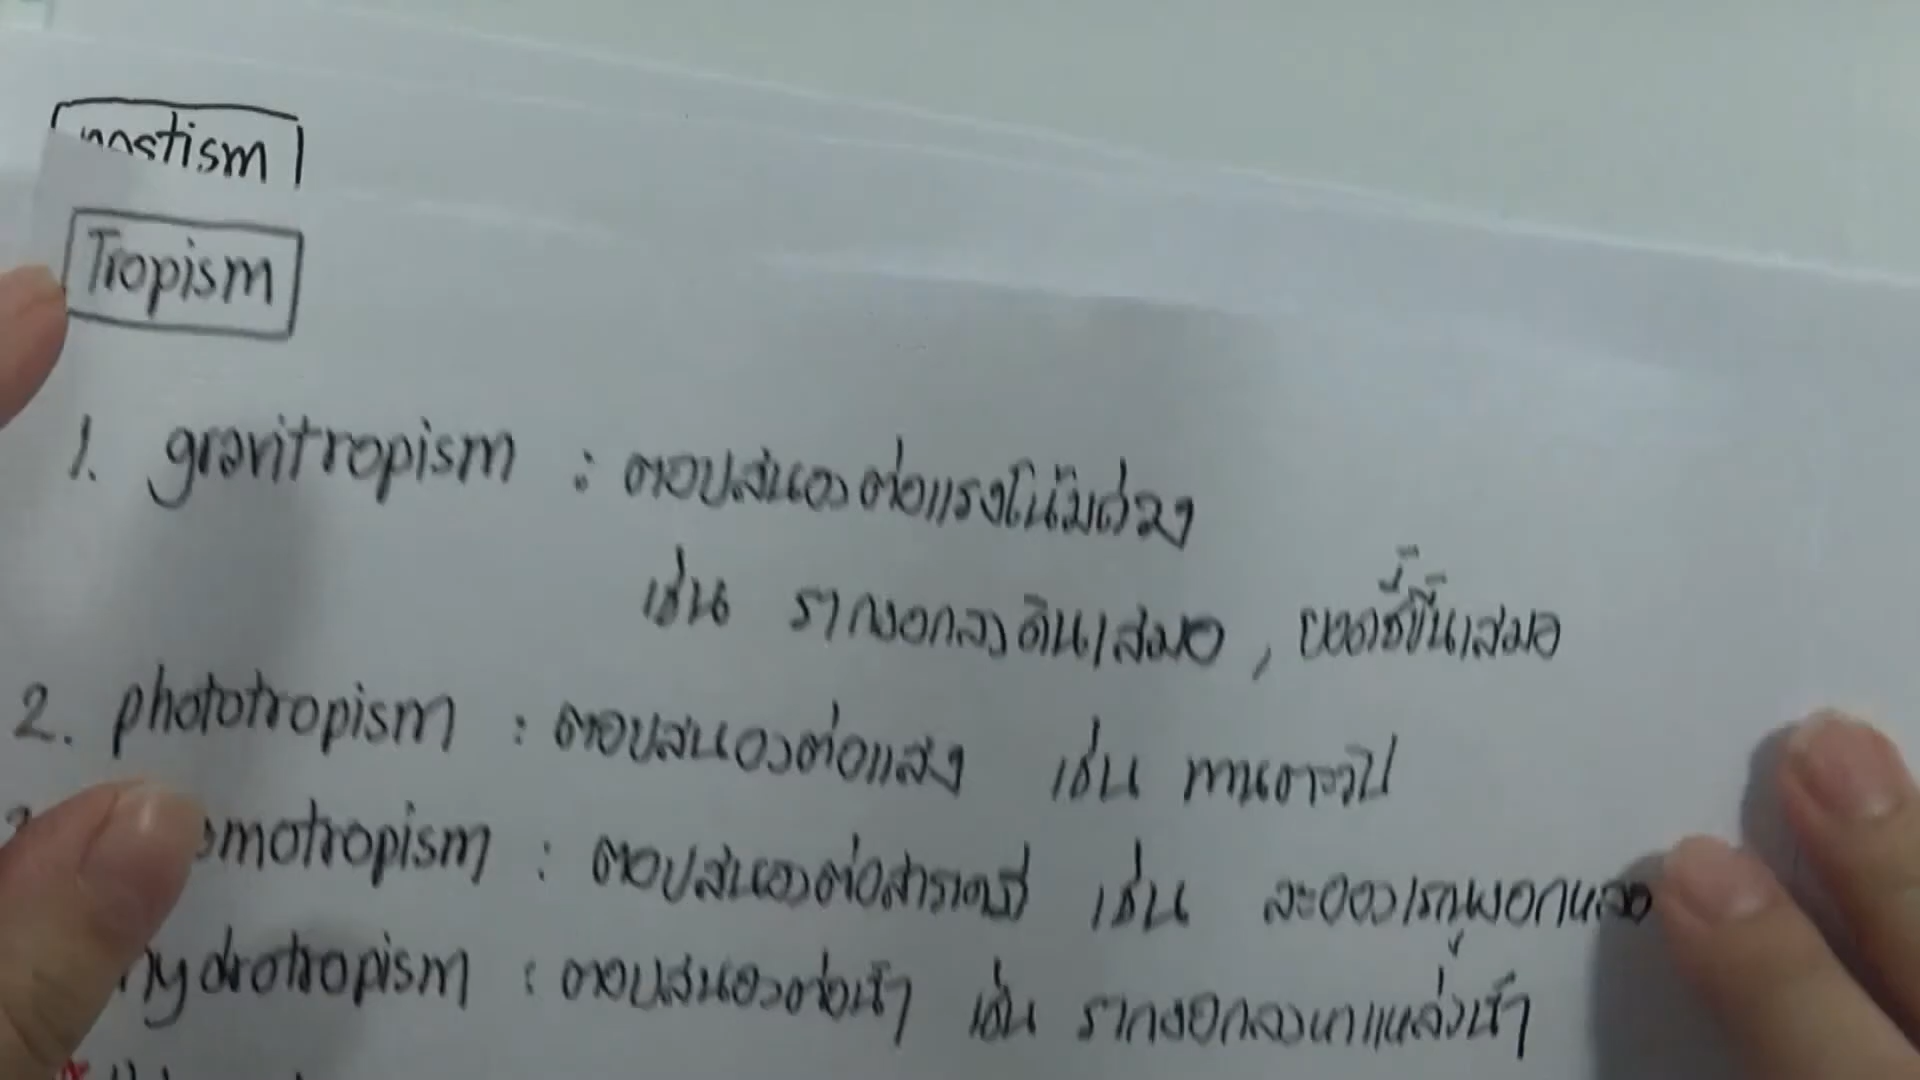 nastism
Tropism
1. gravitropism : ตอบสนองต่อแรงโน้มถ่วง
เช่น รากงอกลงดินเสมอ , ยอดชี้ขึ้นเสมอ
2. phototropism : ตอบสนองต่อแสง เช่น ทานตะวัน
motropism : ตอบสนองต่อสารเคมี เช่น ละอองเรณูงอกหลอ
hydrotropism : ตอบสนองต่อน้ำ เช่น รากงอกลงหาแหล่งน้ำ